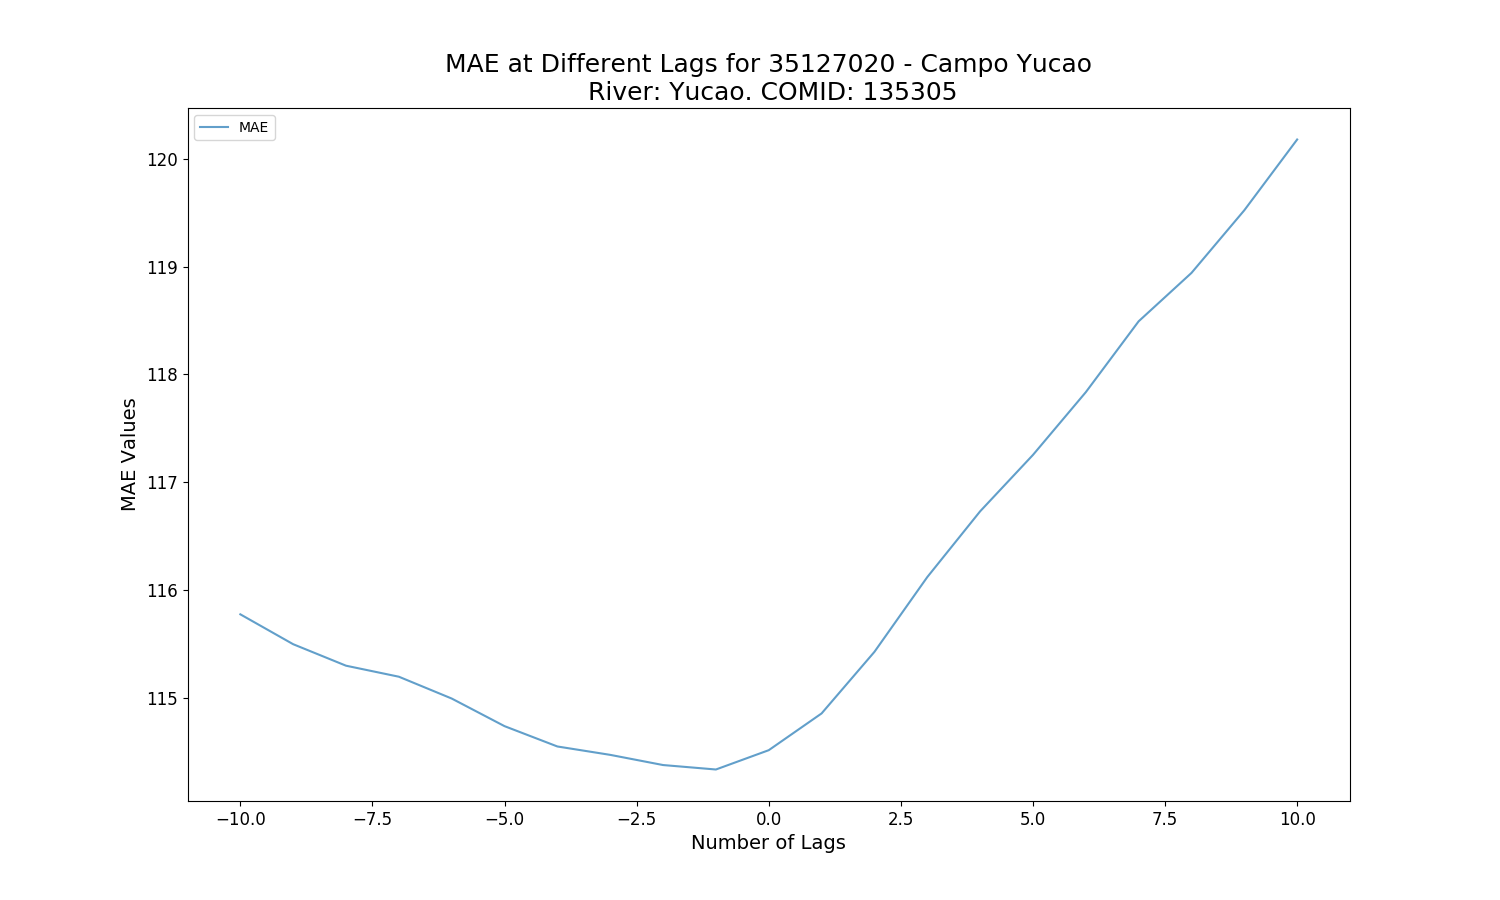 MAE at Different Lags for 35127020 - Campo Yucao
River: Yucao. COMID: 135305
MAE
120
119
118
117
116
115
MAE Values
−10.0 −7.5 −5.0 −2.5 0.0 2.5 5.0 7.5 10.0
Number of Lags